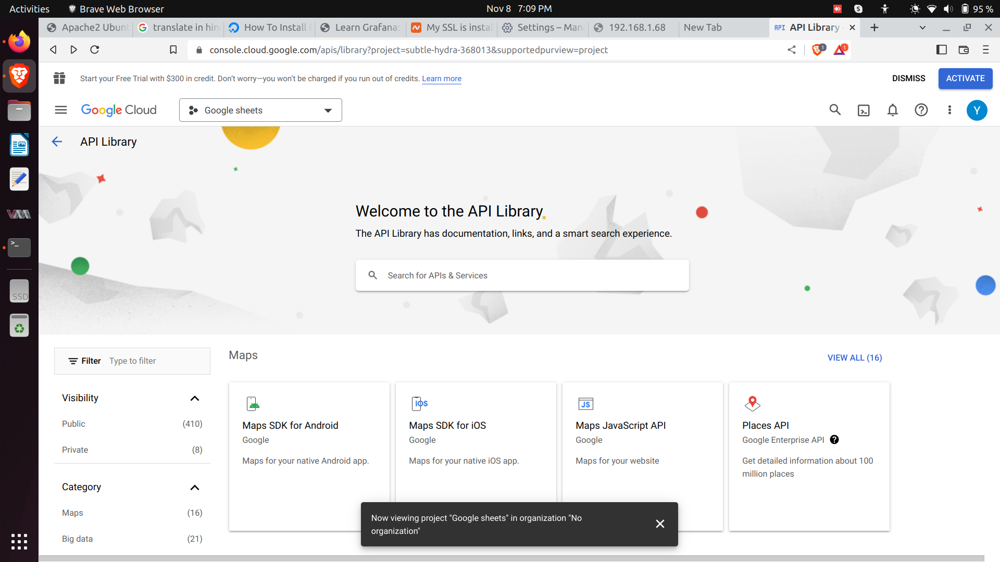 Activities
Brave Web Browser
Nov 8 7:09 PM
95 %
Apache2 Ubunt
translate in hin
How To Install
Learn Grafana:
My SSL is instal
Settings – Mana
192.168.1.68
New Tab
API API Library
console.cloud.google.com/apis/library?project=subtle-hydra-368013&supportedpurview=project
1
1
Start your Free Trial with $300 in credit. Don’t worry—you won’t be charged if you run out of credits. Learn more
DISMISS
ACTIVATE
Google Cloud
Google sheets
Y
API Library
Welcome to the API Library
The API Library has documentation, links, and a smart search experience.
Search for APIs & Services
SSD
Filter Type to filter
Maps
VIEW ALL (16)
Visibility
Public (410)
Private (8)
Category
Maps (16)
Big data (21)
Maps SDK for Android
Google
Maps for your native Android app.
iOS
Maps SDK for iOS
Google
Maps for your native iOS app.
JS
Maps JavaScript API
Google
Maps for your website
Places API
Google Enterprise API
Get detailed information about 100
million places
Now viewing project "Google sheets" in organization "No
organization"